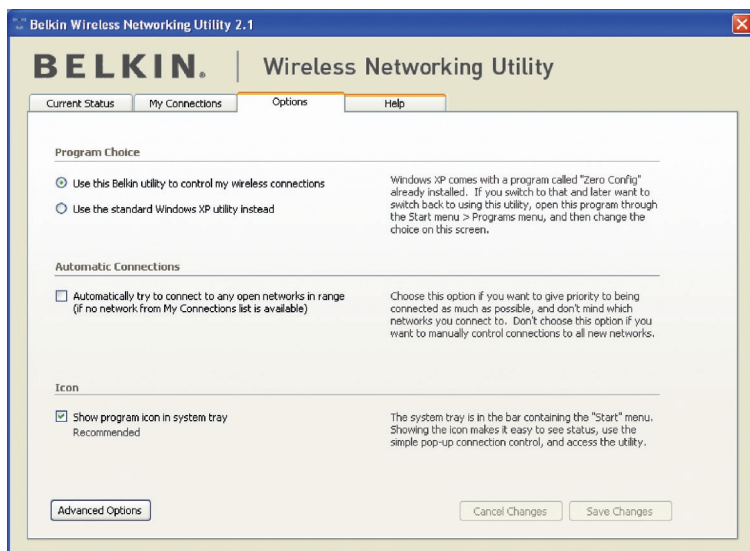 Belkin Wireless Networking Utility 2.1
BELKIN. | Wireless Networking Utility
Current Status
My Connections
Options
Help
Program Choice
Use this Belkin utility to control my wireless connections
Use the standard Windows XP utility instead
Windows XP comes with a program called "Zero Config"
already installed. If you switch to that and later want to
switch back to using this utility, open this program through
the Start menu > Programs menu, and then change the
choice on this screen.
Automatic Connections
Automatically try to connect to any open networks in range
(if no network from My Connections list is available)
Choose this option if you want to give priority to being
connected as much as possible, and don't mind which
networks you connect to. Don't choose this option if you
want to manually control connections to all new networks.
Icon
Show program icon in system tray
Recommended
The system tray is in the bar containing the "Start" menu.
Showing the icon makes it easy to see status, use the
simple pop-up connection control, and access the utility.
Advanced Options
Cancel Changes
Save Changes